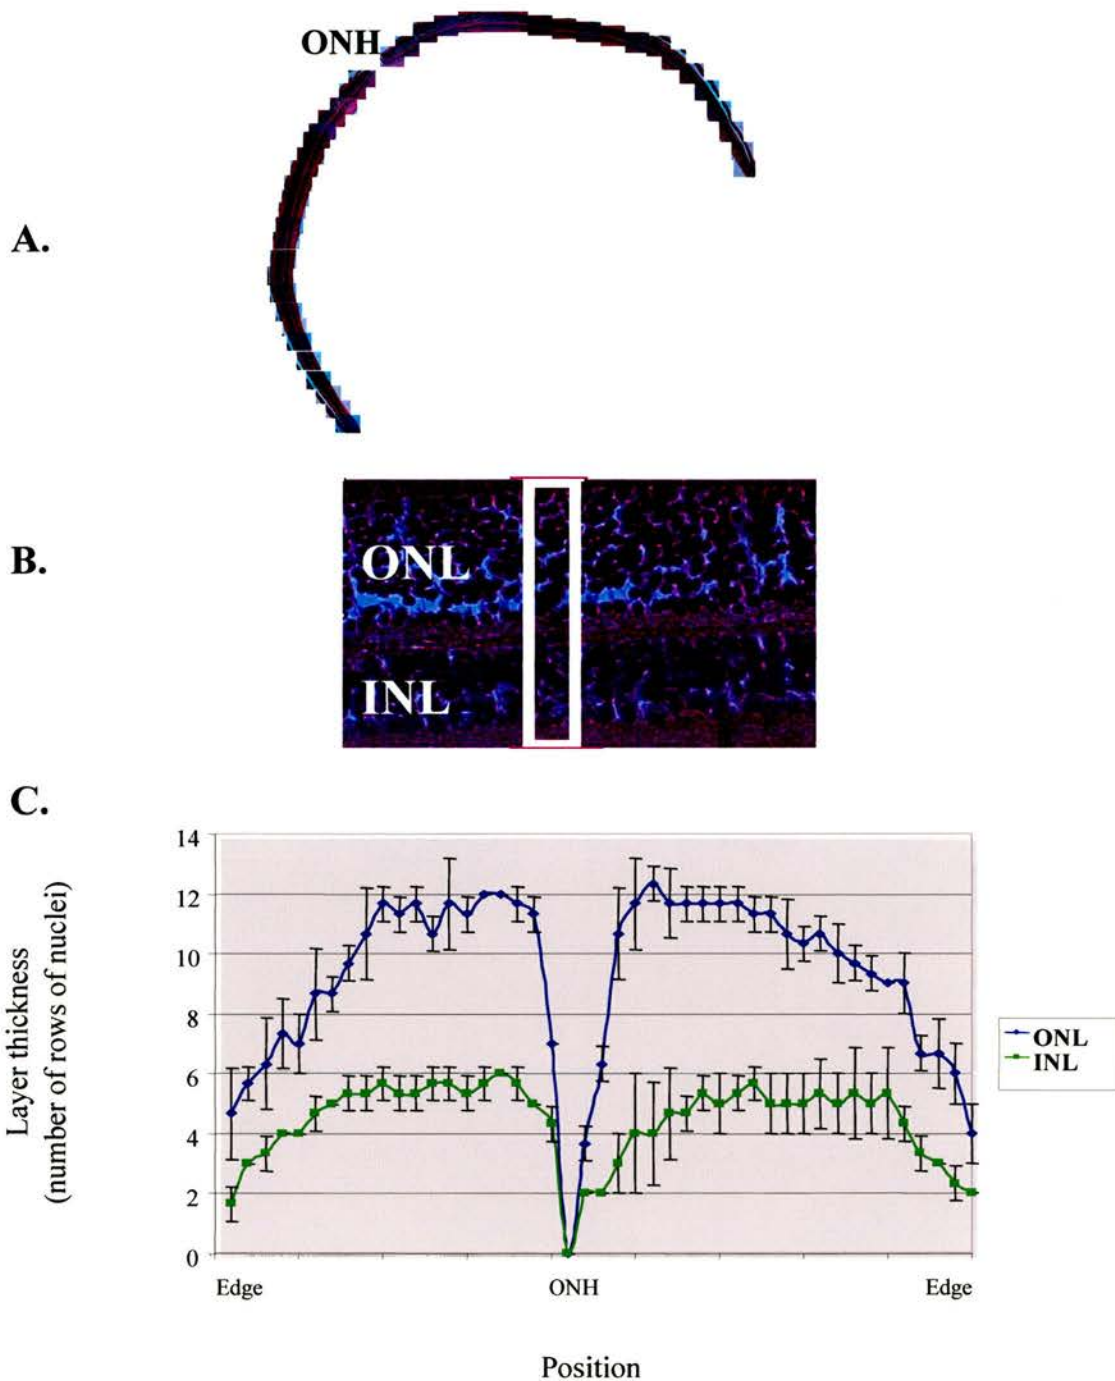 ONH
A.
B.
ONL
INL
C.
Layer thickness
(number of rows of nuclei)
14
12
10
8
6
4
2
0
Edge
ONH
Edge
Position
ONL
INL